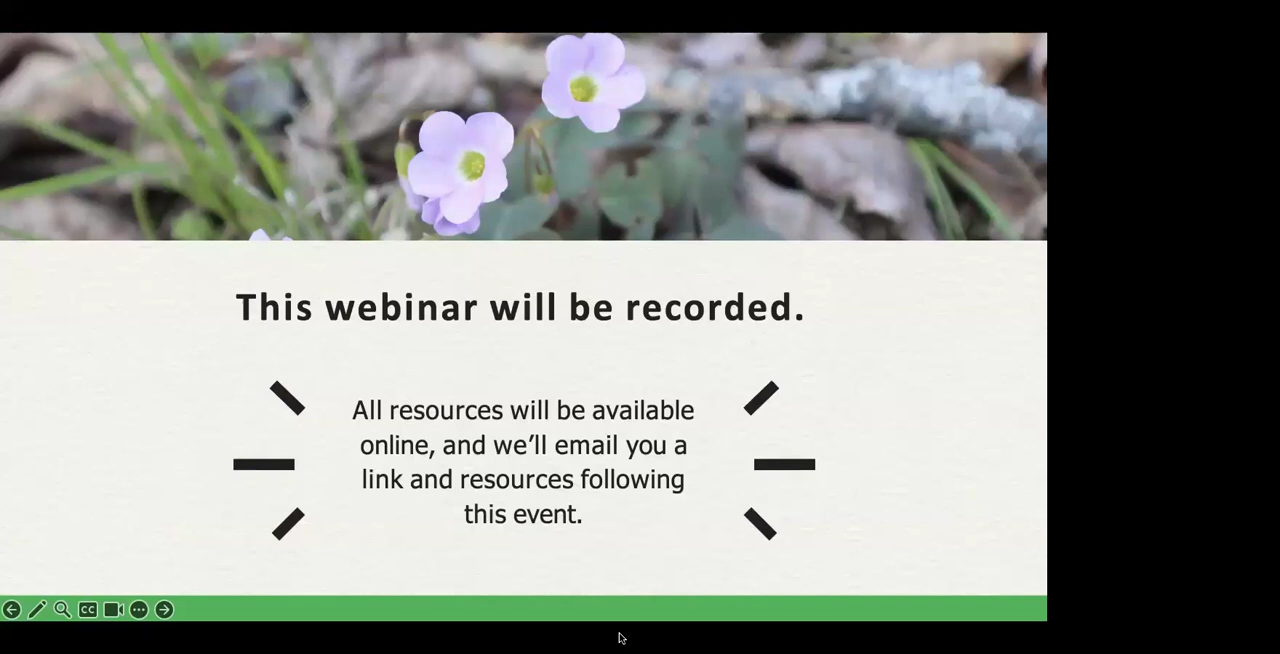 This webinar will be recorded.
All resources will be available
online, and we’ll email you a
link and resources following
this event.
CC